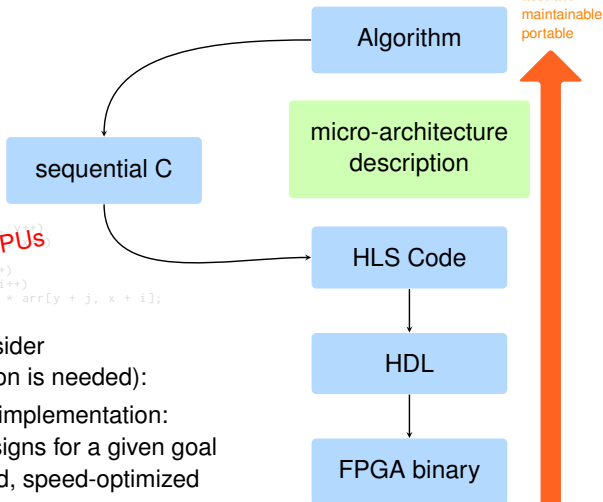 maintainable
portable
Algorithm
micro-architecture
description
sequential C
PUs
HLS Code
+)
i++)
* arr[y + j, x + i];
sider
on is needed):
HDL
implementation:
signs for a given goal
d, speed-optimized
FPGA binary